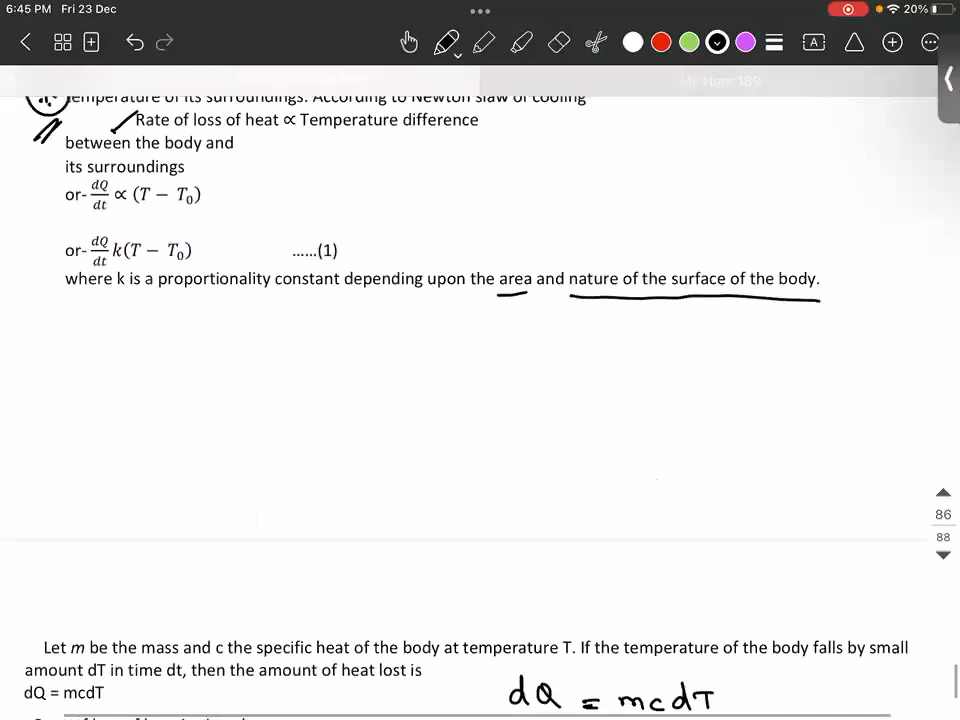 6:45 PM Fri 23 Dec
20%
temperature of its surroundings. According to Newton slaw of cooling
Rate of loss of heat ∝ Temperature difference
between the body and
its surroundings
or- dQ/dt ∝ (T − T₀)
or- dQ/dt k(T − T₀) ......(1)
where k is a proportionality constant depending upon the area and nature of the surface of the body.
86
88
Let m be the mass and c the specific heat of the body at temperature T. If the temperature of the body falls by small
amount dT in time dt, then the amount of heat lost is
dQ = mcdT
dQ = mcdT